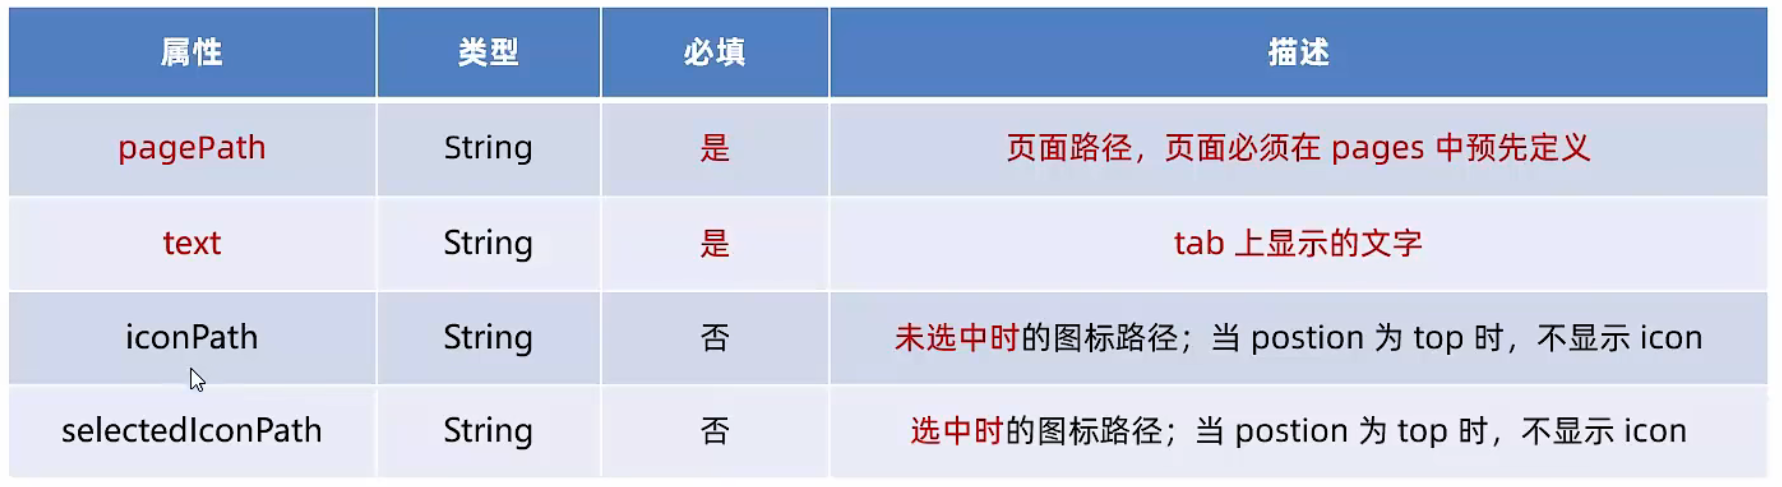 属性 类型 必填 描述
pagePath String 是 页面路径，页面必须在 pages 中预先定义
text String 是 tab 上显示的文字
iconPath String 否 未选中时的图标路径；当 postion 为 top 时，不显示 icon
selectedIconPath String 否 选中时的图标路径；当 postion 为 top 时，不显示 icon